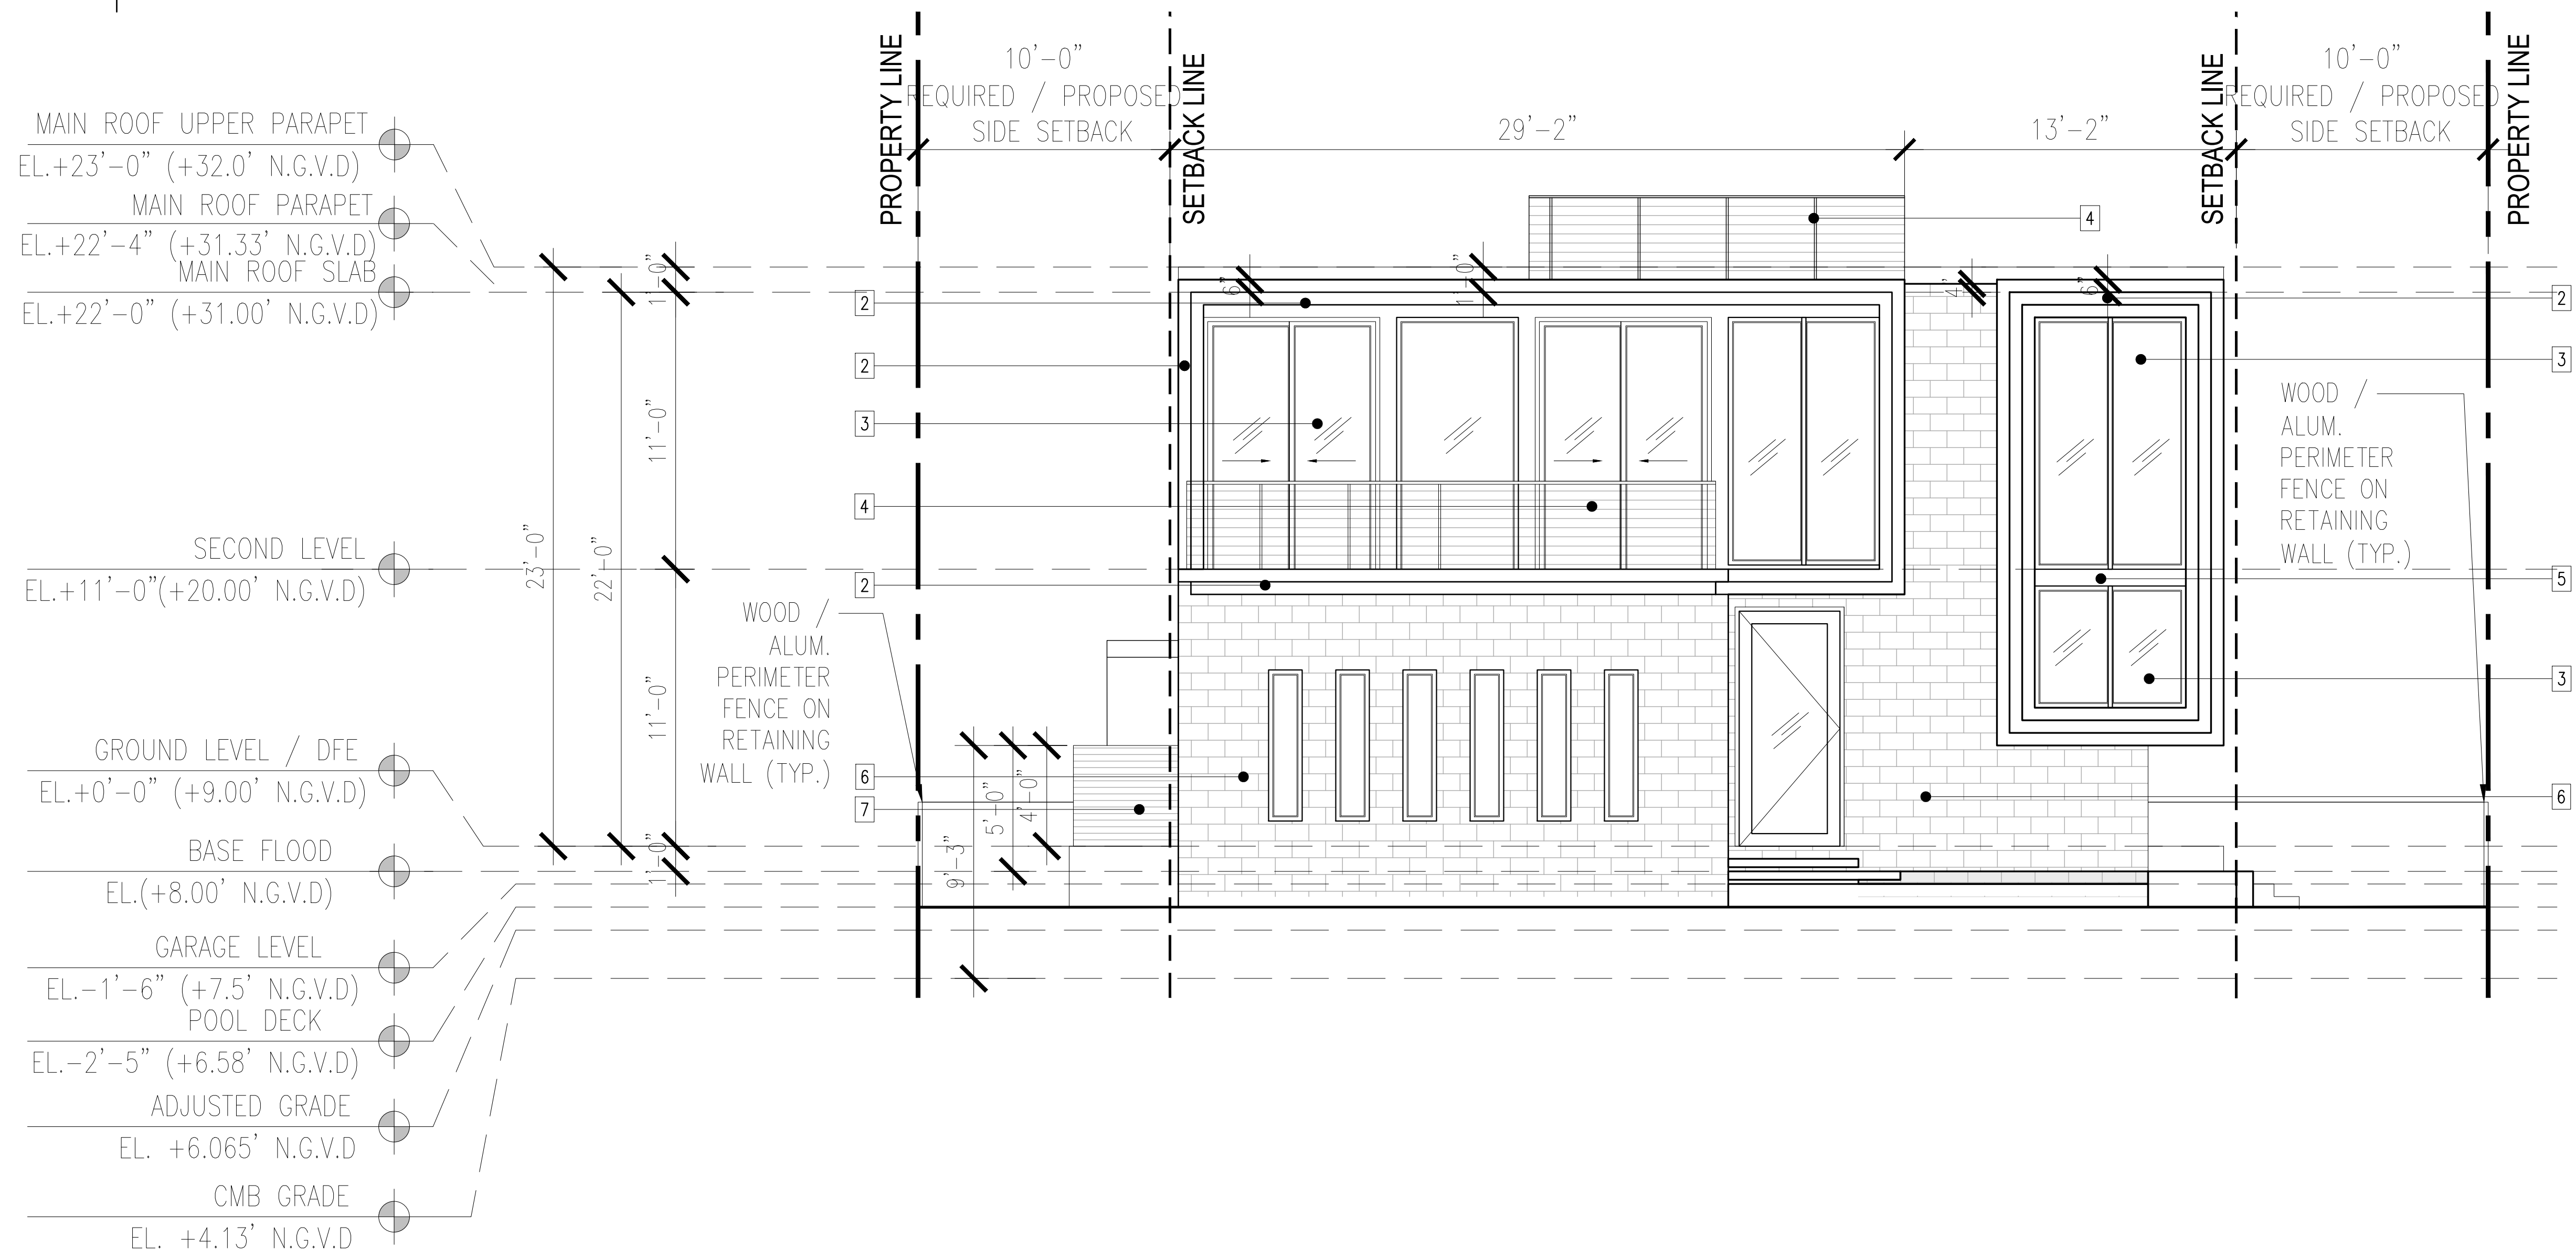 MAIN ROOF UPPER PARAPET
EL.+23'-0" (+32.0' N.G.V.D)
MAIN ROOF PARAPET
EL.+22'-4" (+31.33' N.G.V.D)
MAIN ROOF SLAB
EL.+22'-0" (+31.00' N.G.V.D)
SECOND LEVEL
EL.+11'-0"(+20.00' N.G.V.D)
GROUND LEVEL / DFE
EL.+0'-0" (+9.00' N.G.V.D)
BASE FLOOD
EL.(+8.00' N.G.V.D)
GARAGE LEVEL
EL.-1'-6" (+7.5' N.G.V.D)
POOL DECK
EL.-2'-5" (+6.58' N.G.V.D)
ADJUSTED GRADE
EL. +6.065' N.G.V.D
CMB GRADE
EL. +4.13' N.G.V.D
23'-0"
22'-0"
1'-0"
11'-0"
11'-0"
1'-0"
WOOD /
ALUM.
PERIMETER
FENCE ON
RETAINING
WALL (TYP.)
PROPERTY LINE
10'-0"
REQUIRED / PROPOSED
SIDE SETBACK
SETBACK LINE
29'-2"
13'-2"
SETBACK LINE
10'-0"
REQUIRED / PROPOSED
SIDE SETBACK
PROPERTY LINE
2
2
3
4
2
6
7
9'-3"
5'-0"
4'-0"
6"
1'-0"
4"
6"
4
2
3
5
3
6
WOOD /
ALUM.
PERIMETER
FENCE ON
RETAINING
WALL (TYP.)